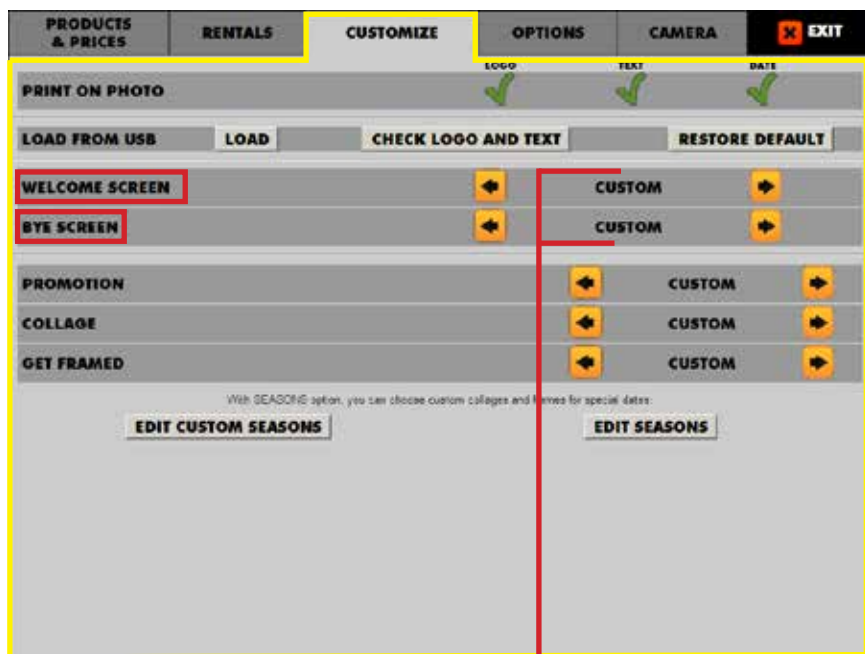 PRODUCTS
& PRICES
RENTALS
CUSTOMIZE
OPTIONS
CAMERA
X EXIT
LOGO TEXT DATE
PRINT ON PHOTO
LOAD FROM USB LOAD CHECK LOGO AND TEXT RESTORE DEFAULT
WELCOME SCREEN CUSTOM
BYE SCREEN CUSTOM
PROMOTION CUSTOM
COLLAGE CUSTOM
GET FRAMED CUSTOM
With SEASONS option, you can choose custom collages and frames for special dates
EDIT CUSTOM SEASONS EDIT SEASONS